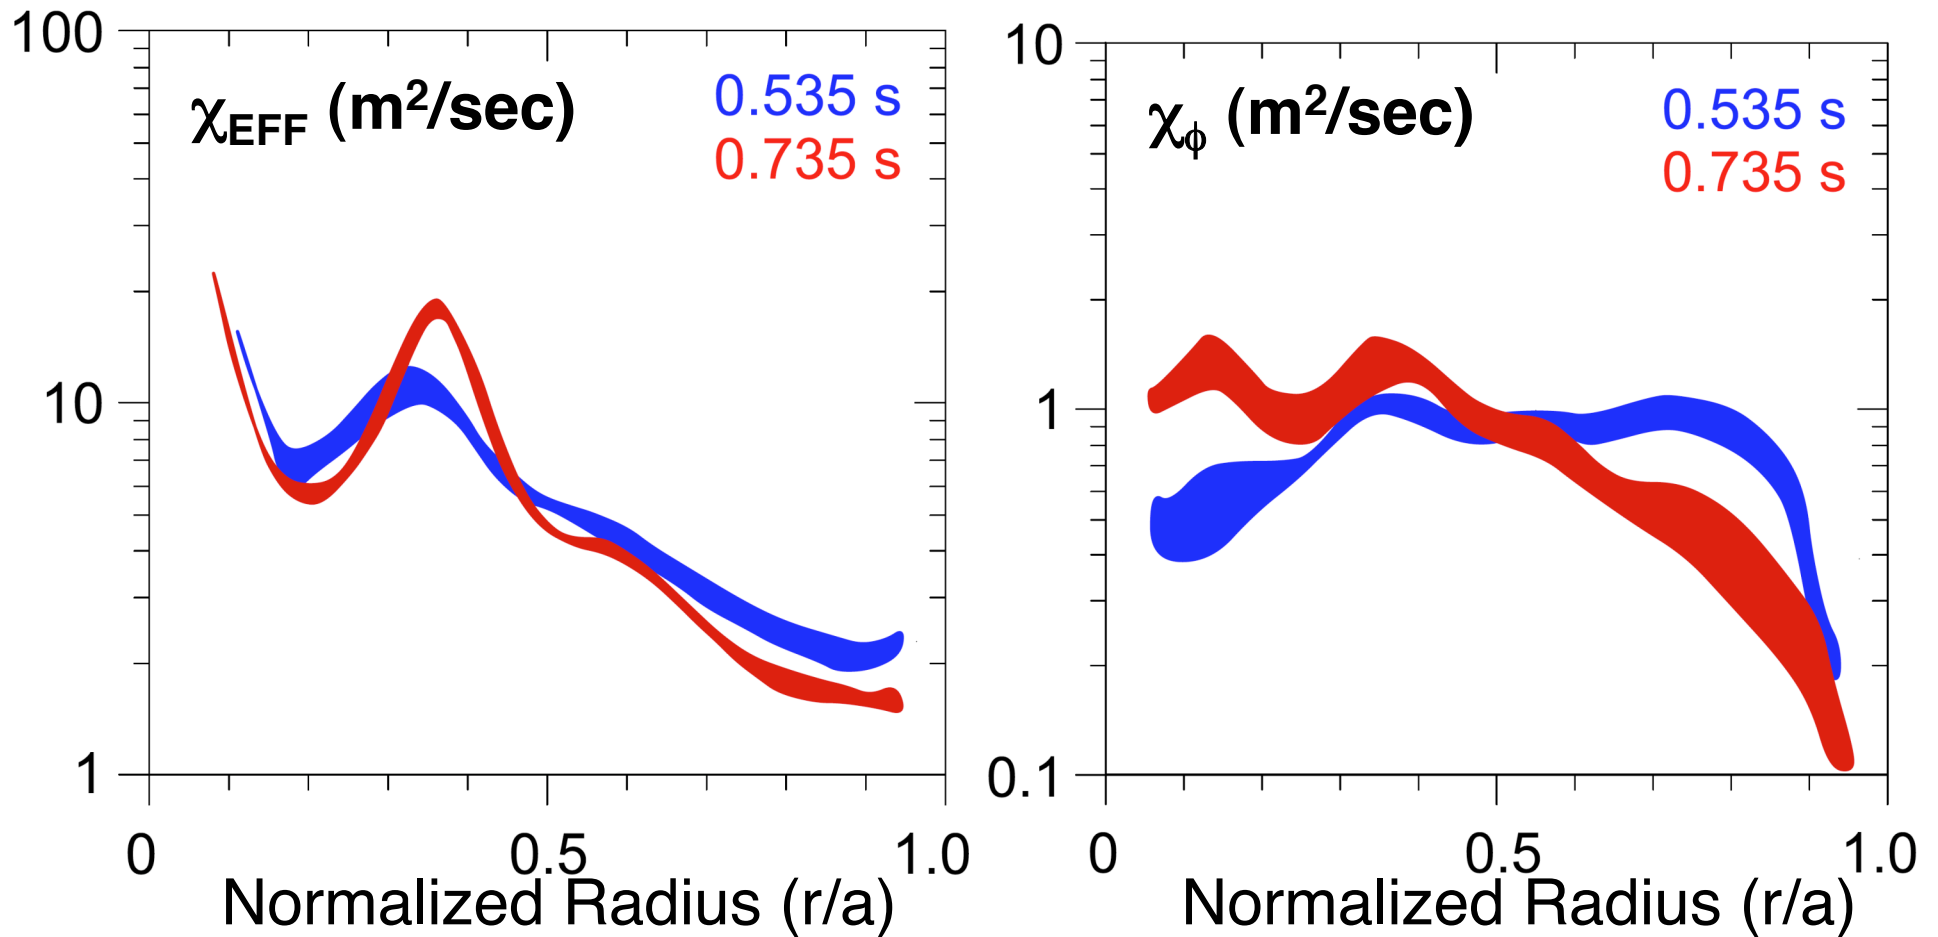 100
10
1
χEFF (m²/sec)
0.535 s
0.735 s
0
0.5
1.0
Normalized Radius (r/a)
10
1
0.1
χϕ (m²/sec)
0.535 s
0.735 s
0
0.5
1.0
Normalized Radius (r/a)